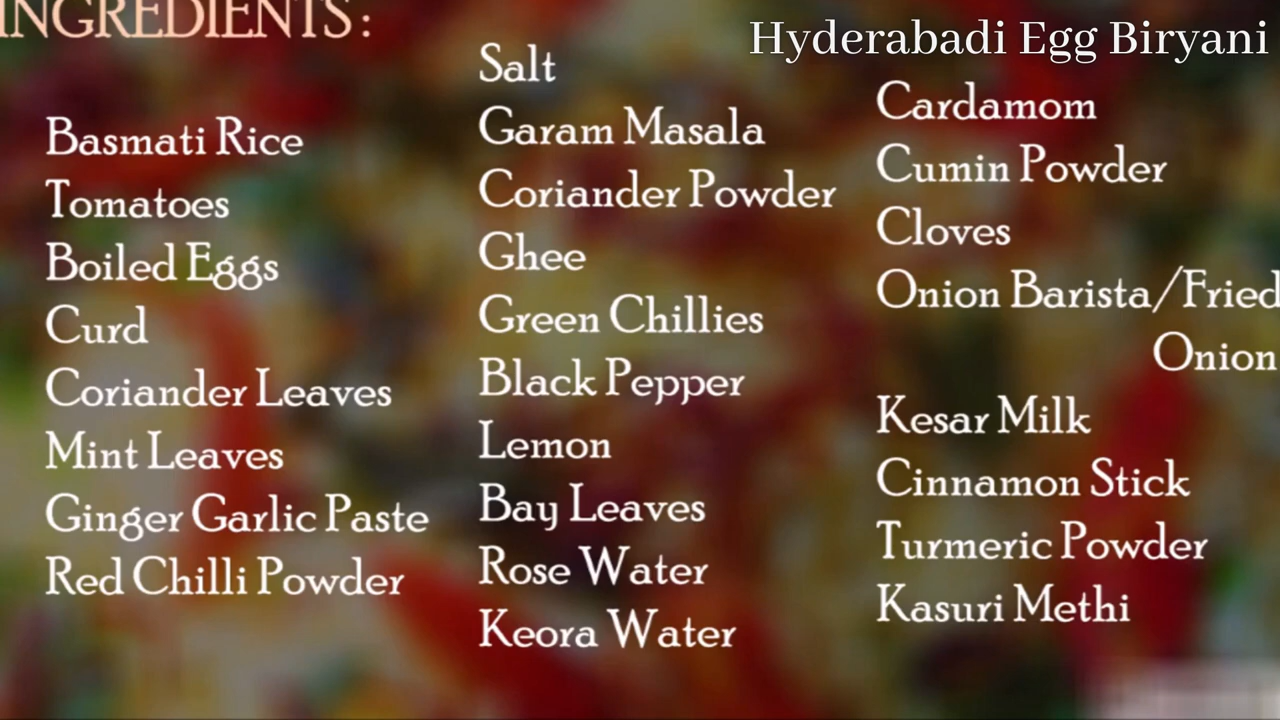 INGREDIENTS:
Hyderabadi Egg Biryani
Basmati Rice
Tomatoes
Boiled Eggs
Curd
Coriander Leaves
Mint Leaves
Ginger Garlic Paste
Red Chilli Powder
Salt
Garam Masala
Coriander Powder
Ghee
Green Chillies
Black Pepper
Lemon
Bay Leaves
Rose Water
Keora Water
Cardamom
Cumin Powder
Cloves
Onion Barista/Fried
Onion
Kesar Milk
Cinnamon Stick
Turmeric Powder
Kasuri Methi